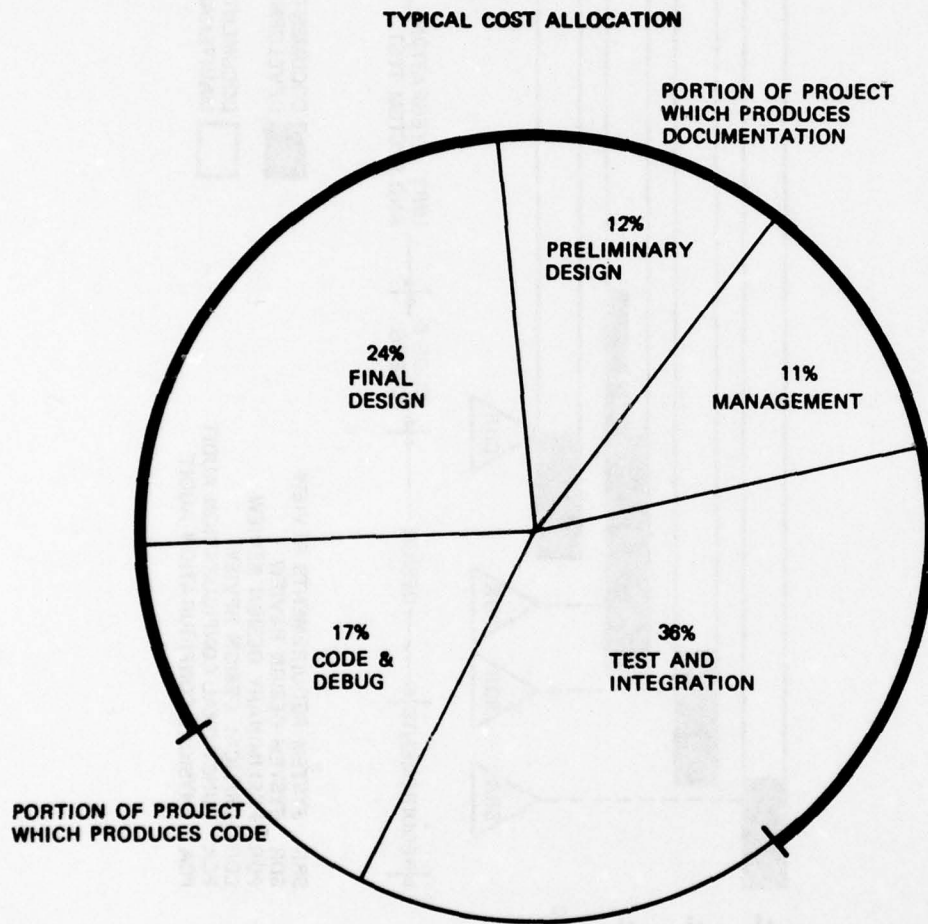 TYPICAL COST ALLOCATION
PORTION OF PROJECT
WHICH PRODUCES
DOCUMENTATION
12%
PRELIMINARY
DESIGN
24%
FINAL
DESIGN
11%
MANAGEMENT
17%
CODE &
DEBUG
36%
TEST AND
INTEGRATION
PORTION OF PROJECT
WHICH PRODUCES CODE